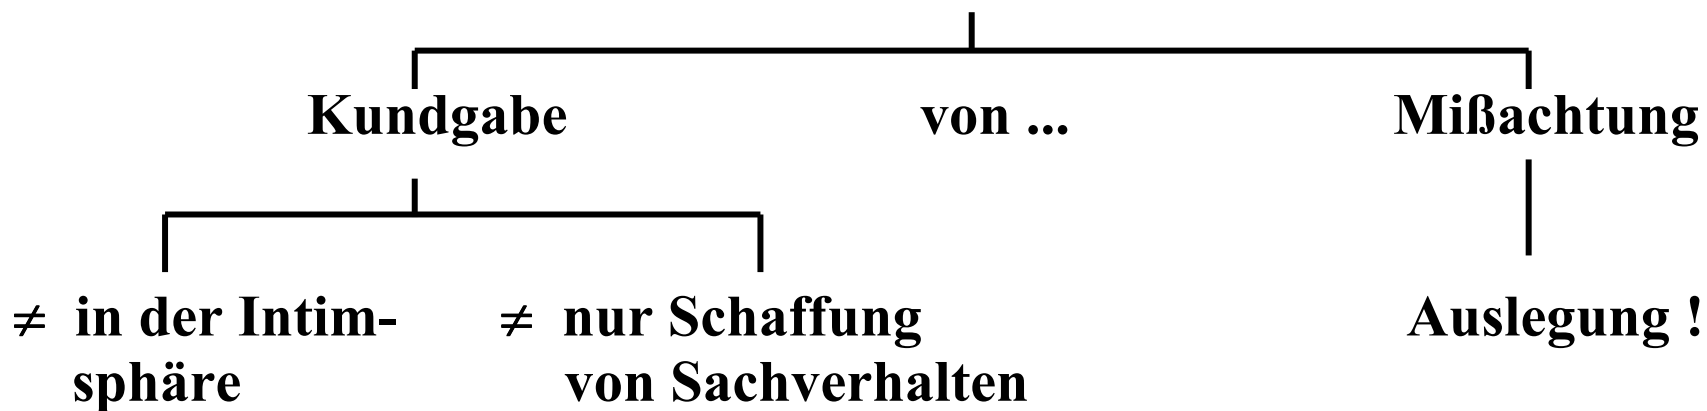 Kundgabe von ... Mißachtung
≠ in der Intim- ≠ nur Schaffung Auslegung !
sphäre von Sachverhalten